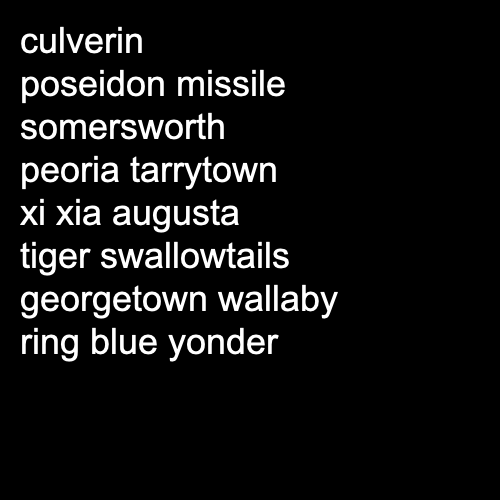 culverin
poseidon missile
somersworth
peoria tarrytown
xi xia augusta
tiger swallowtails
georgetown wallaby
ring blue yonder